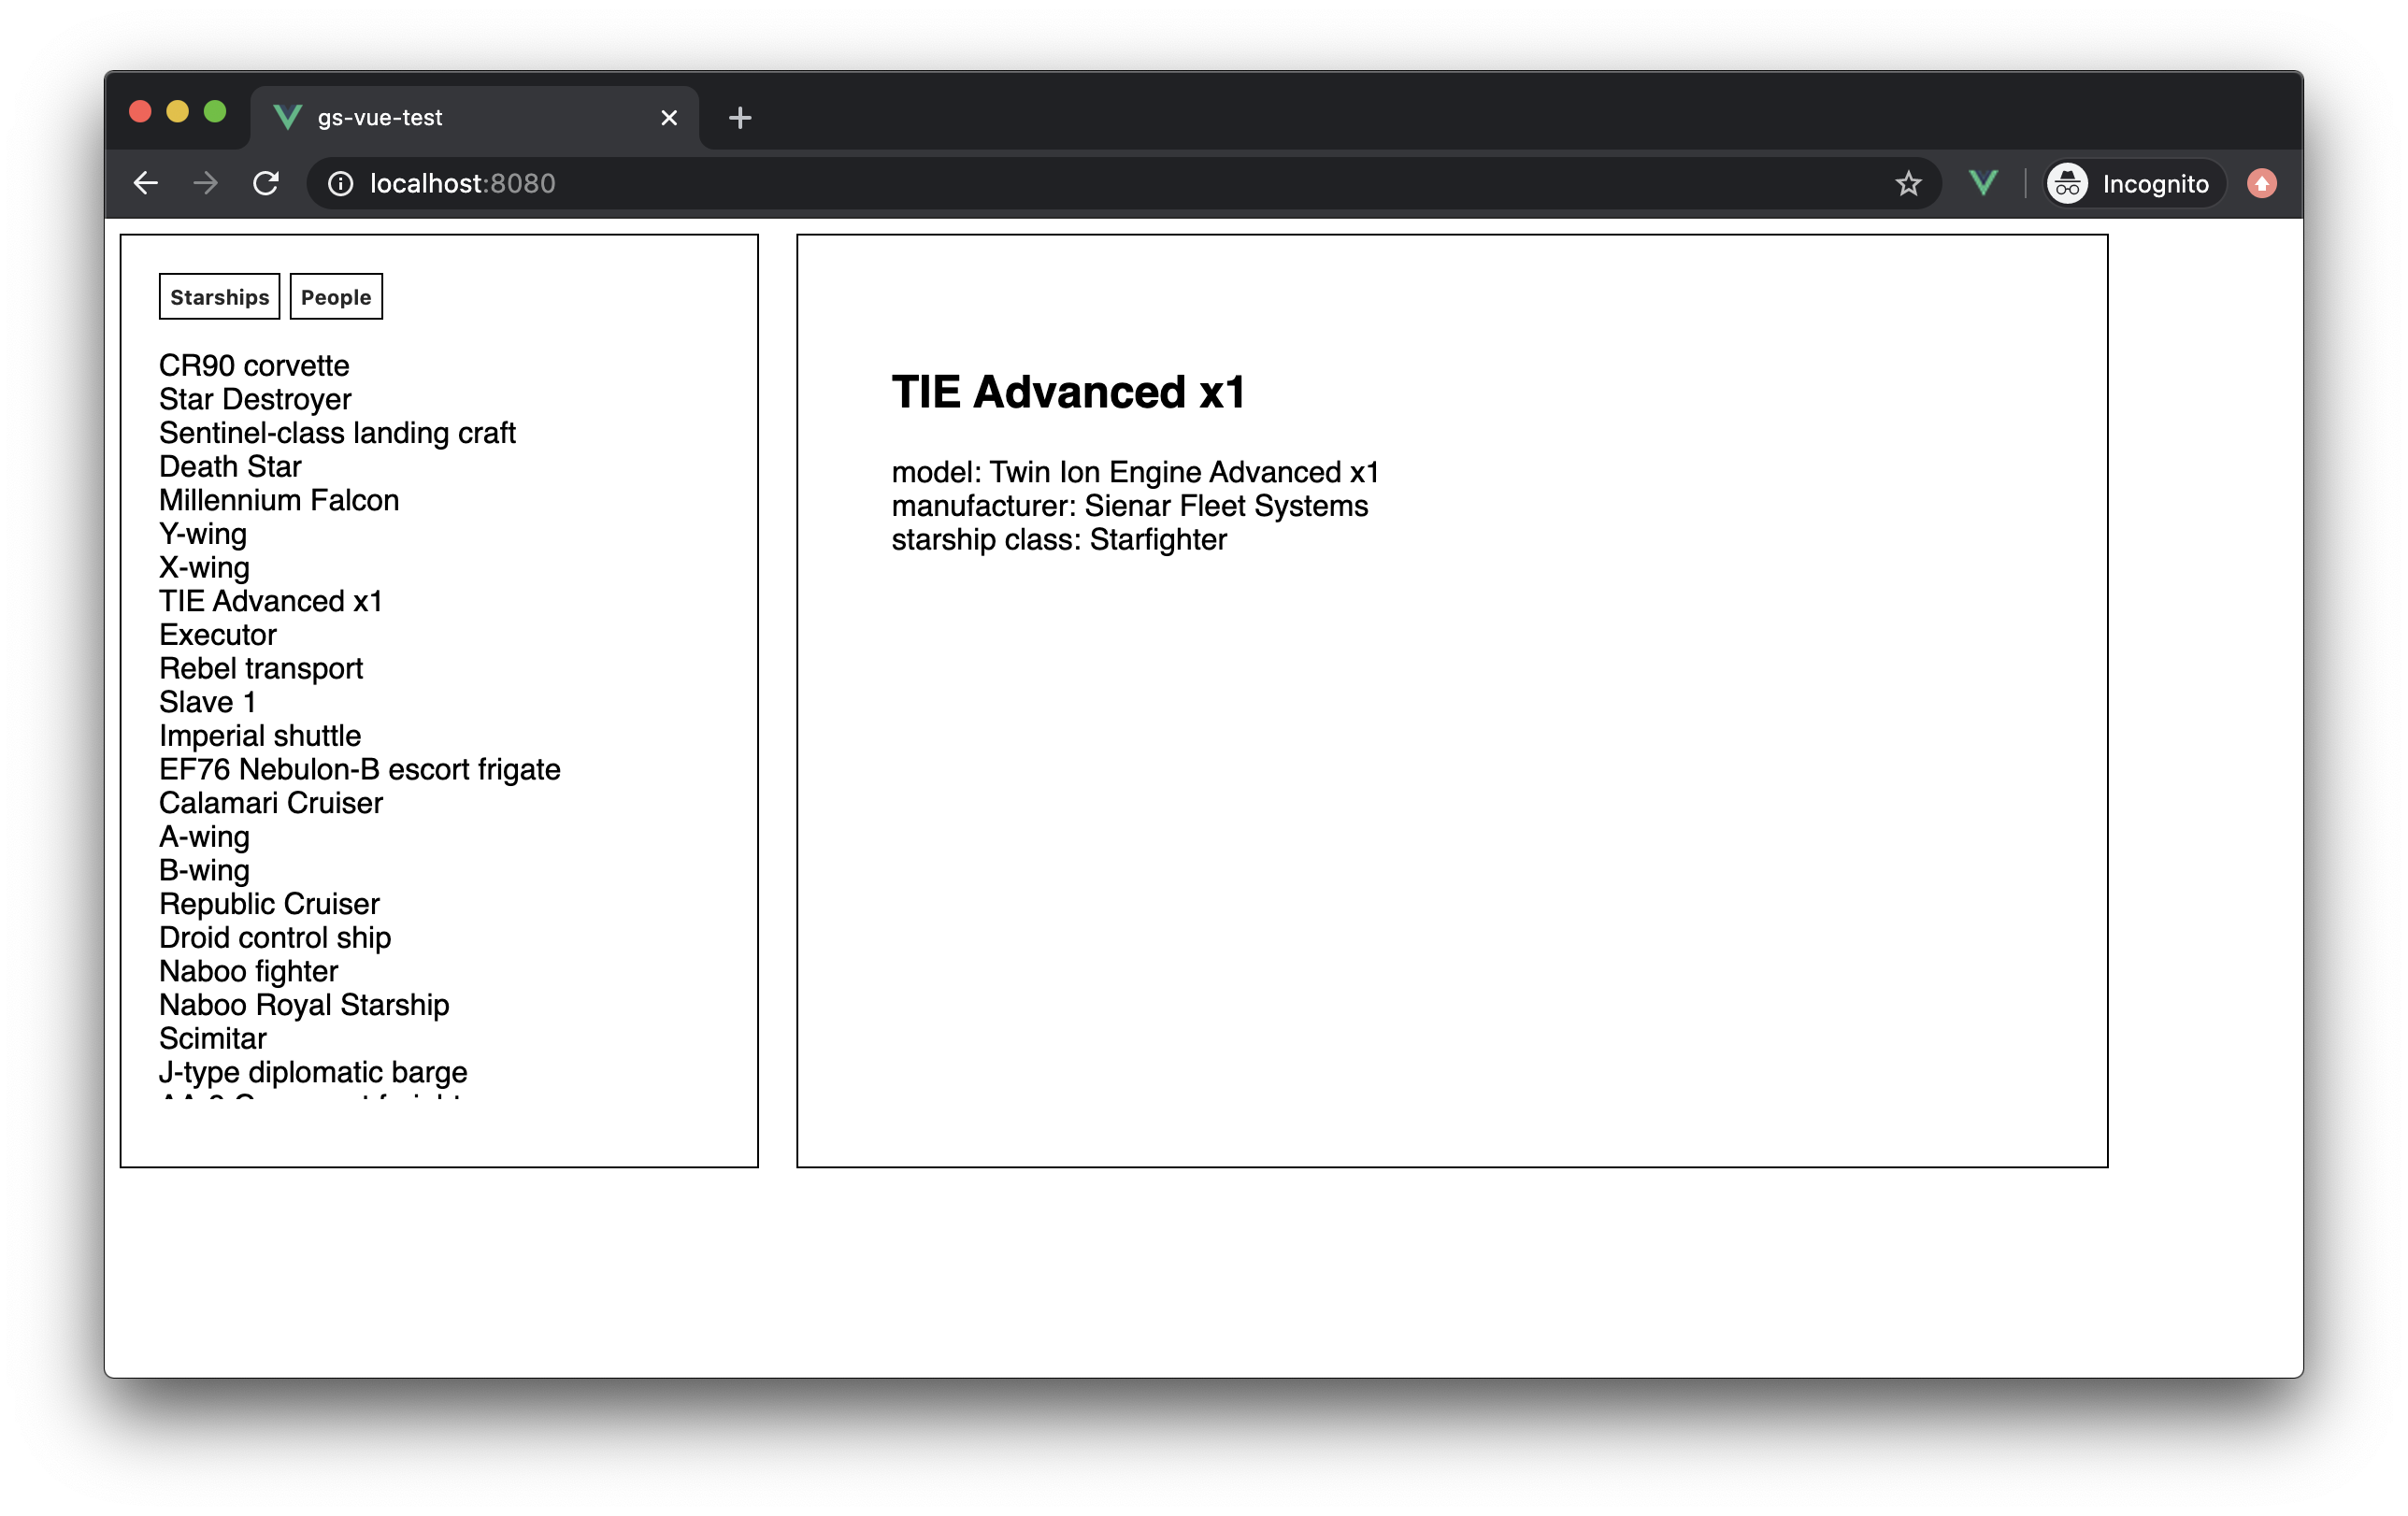 gs-vue-test
localhost:8080
Incognito
Starships People
CR90 corvette
Star Destroyer
Sentinel-class landing craft
Death Star
Millennium Falcon
Y-wing
X-wing
TIE Advanced x1
Executor
Rebel transport
Slave 1
Imperial shuttle
EF76 Nebulon-B escort frigate
Calamari Cruiser
A-wing
B-wing
Republic Cruiser
Droid control ship
Naboo fighter
Naboo Royal Starship
Scimitar
J-type diplomatic barge
TIE Advanced x1
model: Twin Ion Engine Advanced x1
manufacturer: Sienar Fleet Systems
starship class: Starfighter